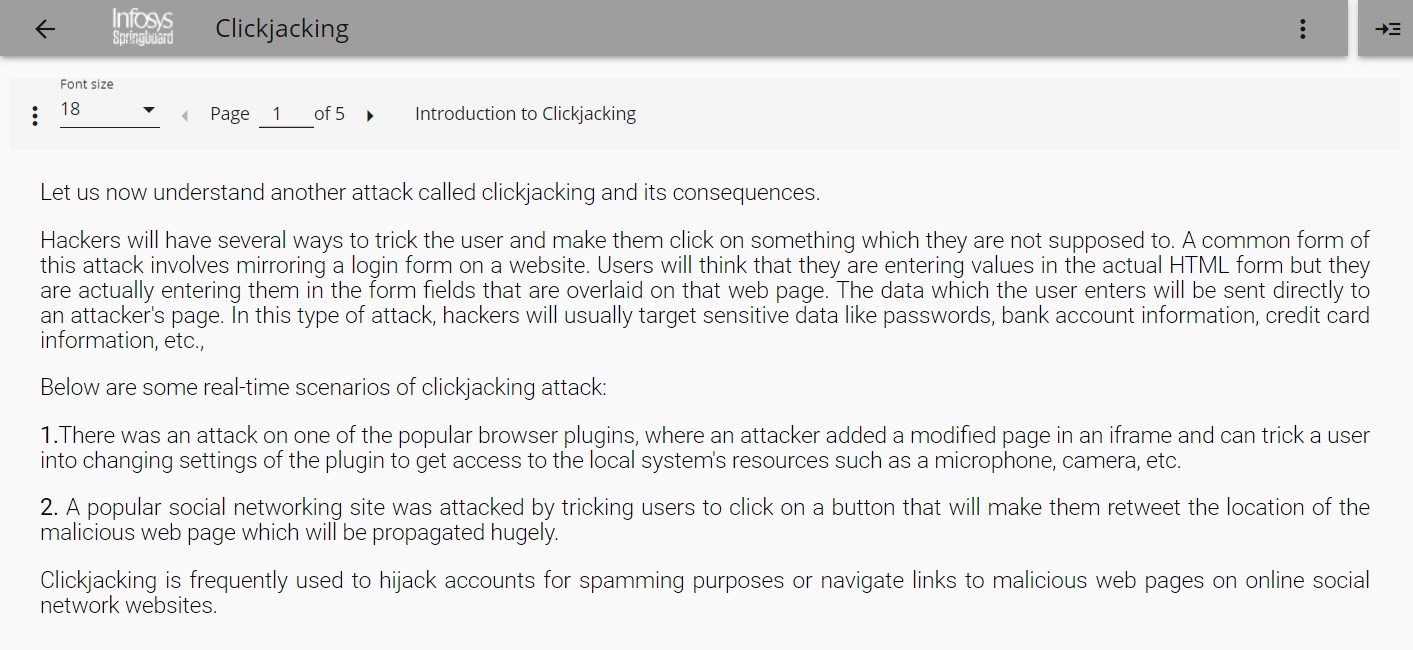 Infosys
Springboard
Clickjacking
Font size
18
Page 1 of 5
Introduction to Clickjacking
Let us now understand another attack called clickjacking and its consequences.
Hackers will have several ways to trick the user and make them click on something which they are not supposed to. A common form of
this attack involves mirroring a login form on a website. Users will think that they are entering values in the actual HTML form but they
are actually entering them in the form fields that are overlaid on that web page. The data which the user enters will be sent directly to
an attacker's page. In this type of attack, hackers will usually target sensitive data like passwords, bank account information, credit card
information, etc.,
Below are some real-time scenarios of clickjacking attack:
1.There was an attack on one of the popular browser plugins, where an attacker added a modified page in an iframe and can trick a user
into changing settings of the plugin to get access to the local system's resources such as a microphone, camera, etc.
2. A popular social networking site was attacked by tricking users to click on a button that will make them retweet the location of the
malicious web page which will be propagated hugely.
Clickjacking is frequently used to hijack accounts for spamming purposes or navigate links to malicious web pages on online social
network websites.